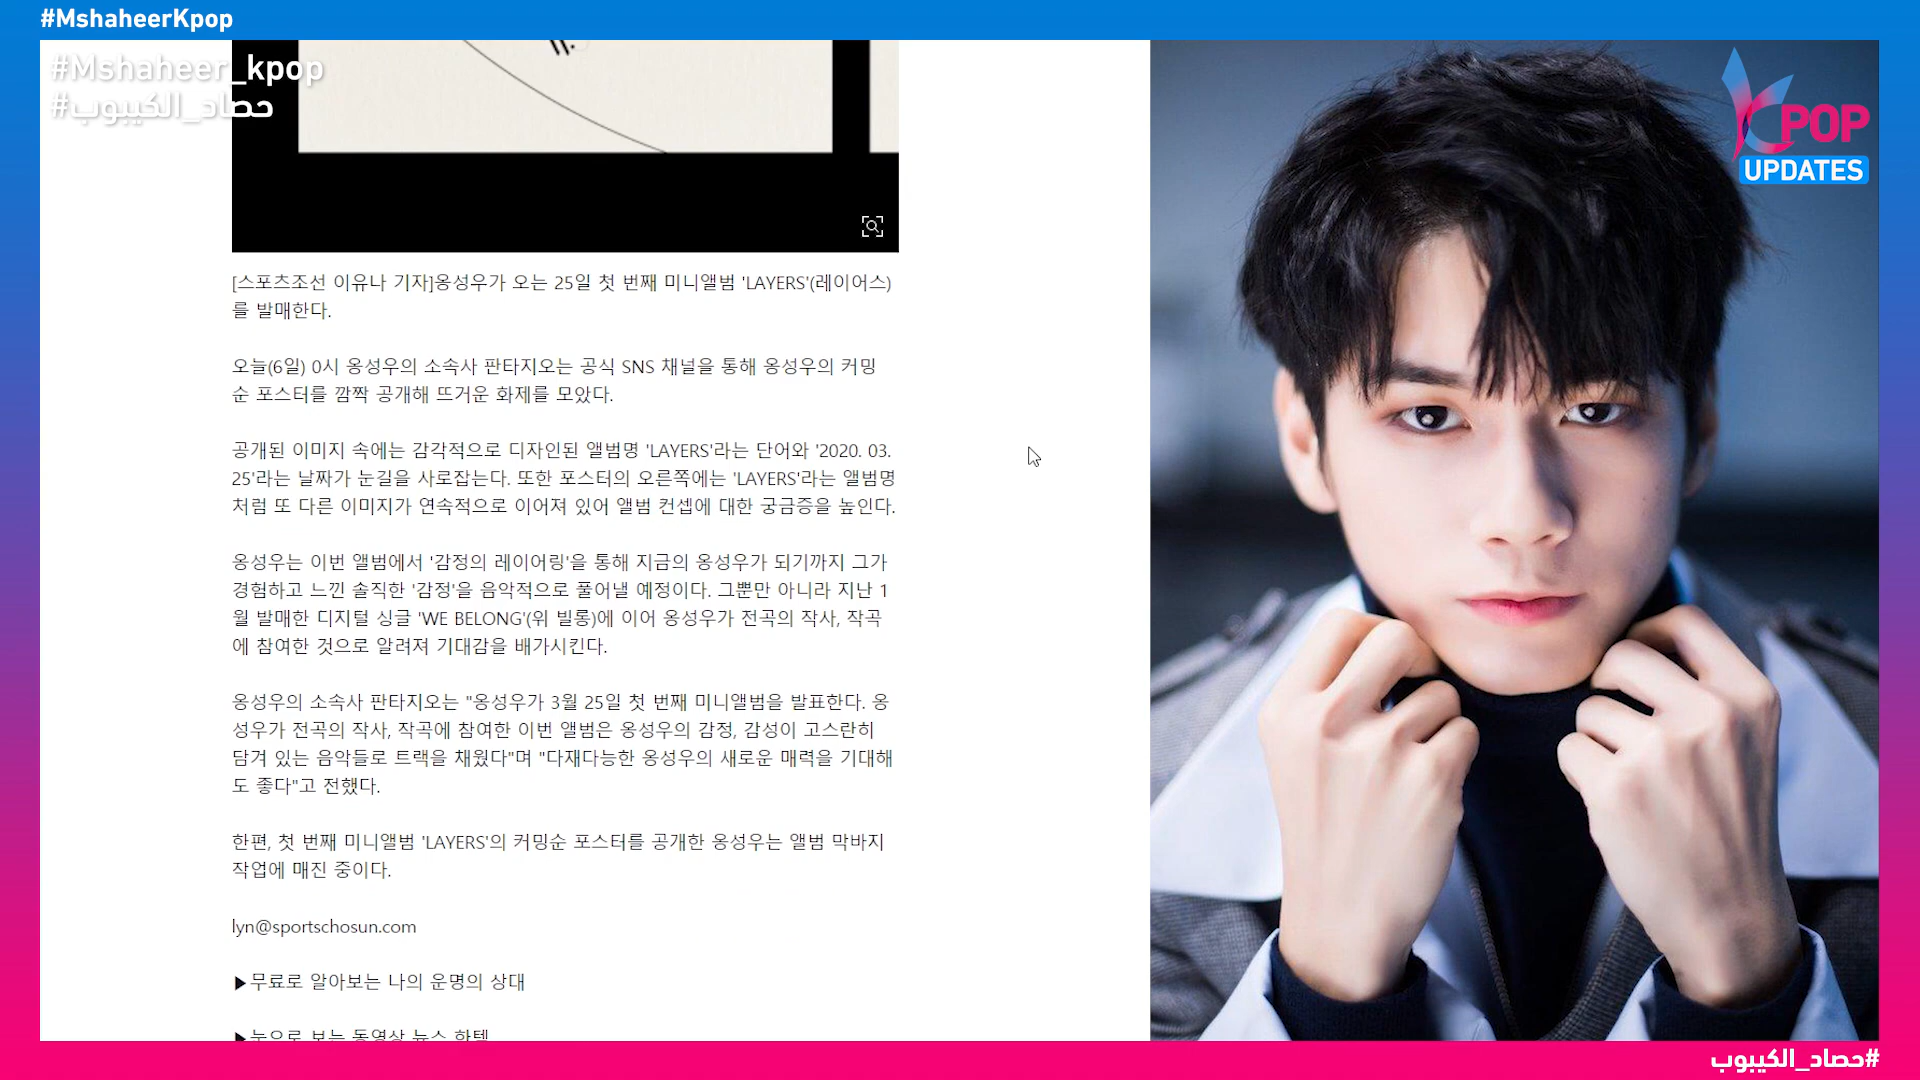 #MshaheerKpop
#Mshaheer_kpop
#حصاد_الكيبوب
KPOP
UPDATES
[스포츠조선 이유나 기자]옹성우가 오는 25일 첫 번째 미니앨범 'LAYERS'(레이어스)
를 발매한다.
오늘(6일) 0시 옹성우의 소속사 판타지오는 공식 SNS 채널을 통해 옹성우의 커밍
순 포스터를 깜짝 공개해 뜨거운 화제를 모았다.
공개된 이미지 속에는 감각적으로 디자인된 앨범명 'LAYERS'라는 단어와 '2020. 03.
25'라는 날짜가 눈길을 사로잡는다. 또한 포스터의 오른쪽에는 'LAYERS'라는 앨범명
처럼 또 다른 이미지가 연속적으로 이어져 있어 앨범 컨셉에 대한 궁금증을 높인다.
옹성우는 이번 앨범에서 '감정의 레이어링'을 통해 지금의 옹성우가 되기까지 그가
경험하고 느낀 솔직한 '감정'을 음악적으로 풀어낼 예정이다. 그뿐만 아니라 지난 1
월 발매한 디지털 싱글 'WE BELONG'(위 빌롱)에 이어 옹성우가 전곡의 작사, 작곡
에 참여한 것으로 알려져 기대감을 배가시킨다.
옹성우의 소속사 판타지오는 "옹성우가 3월 25일 첫 번째 미니앨범을 발표한다. 옹
성우가 전곡의 작사, 작곡에 참여한 이번 앨범은 옹성우의 감정, 감성이 고스란히
담겨 있는 음악들로 트랙을 채웠다"며 "다재다능한 옹성우의 새로운 매력을 기대해
도 좋다"고 전했다.
한편, 첫 번째 미니앨범 'LAYERS'의 커밍순 포스터를 공개한 옹성우는 앨범 막바지
작업에 매진 중이다.
lyn@sportschosun.com
▶무료로 알아보는 나의 운명의 상대
▶눈으로 보는 동영상 뉴스 핫템
#حصاد_الكيبوب